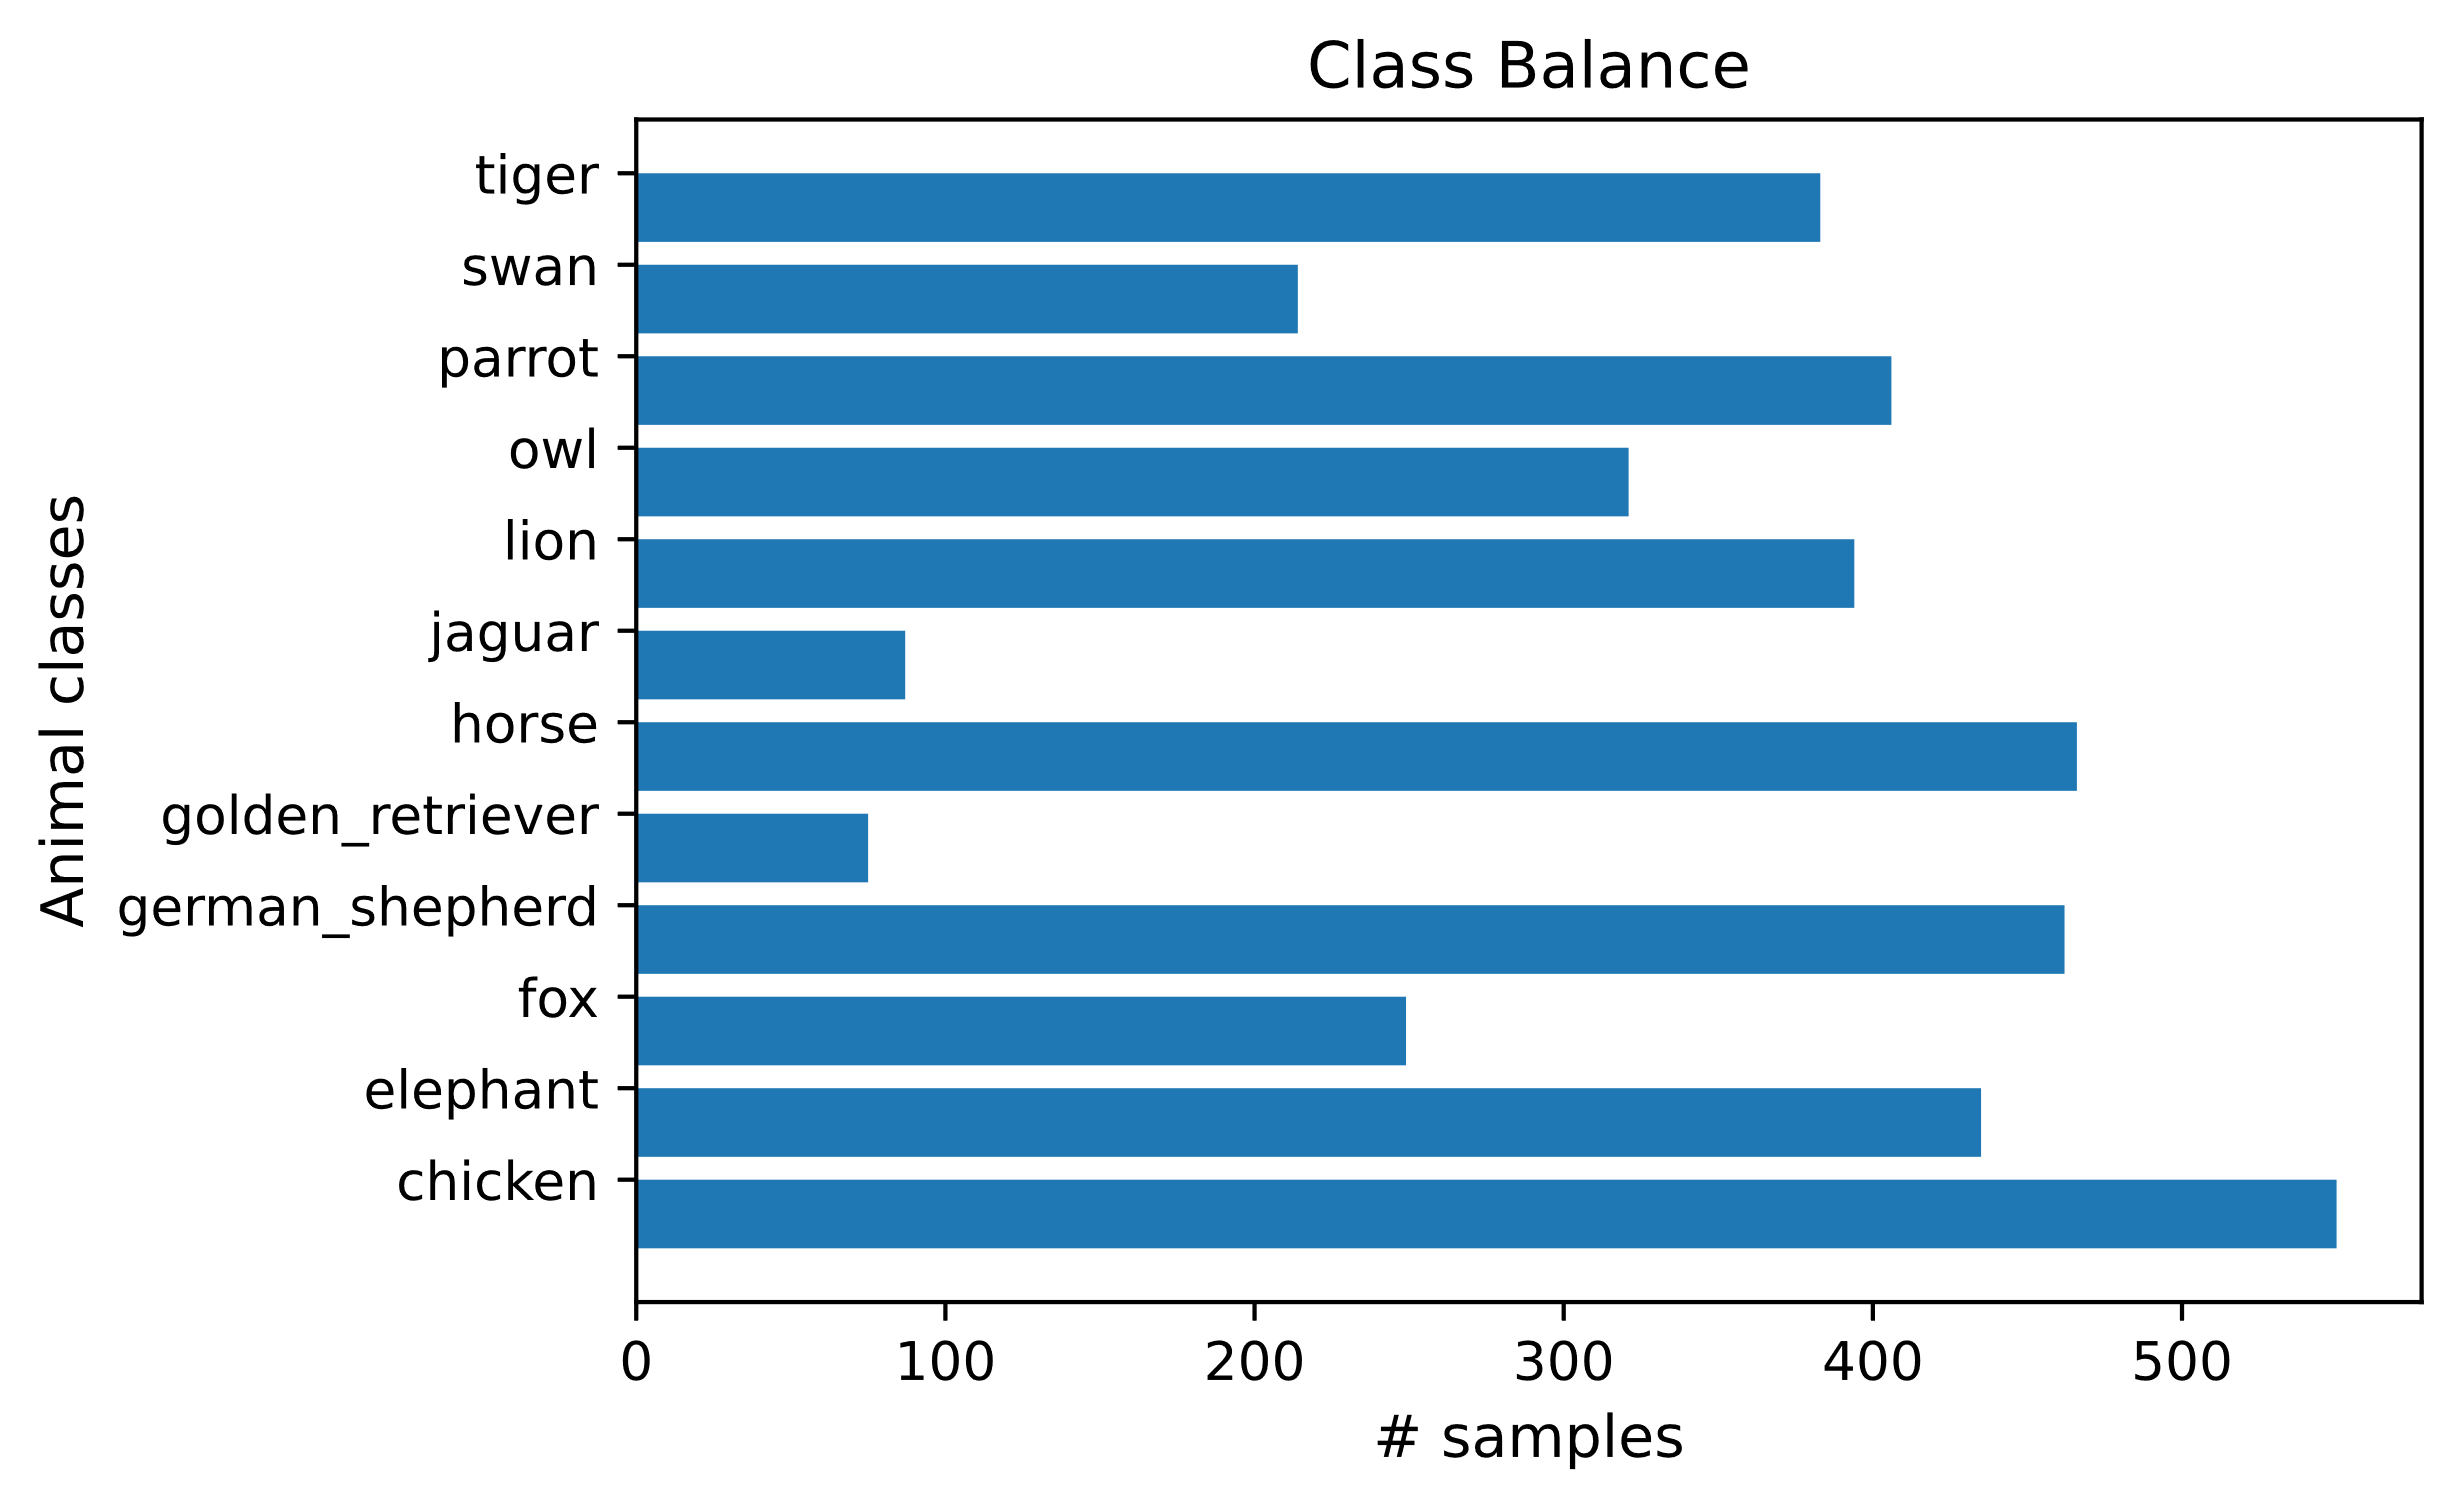 Class Balance
tiger
swan
parrot
owl
lion
jaguar
horse
golden_retriever
german_shepherd
fox
elephant
chicken
Animal classes
0 100 200 300 400 500
# samples